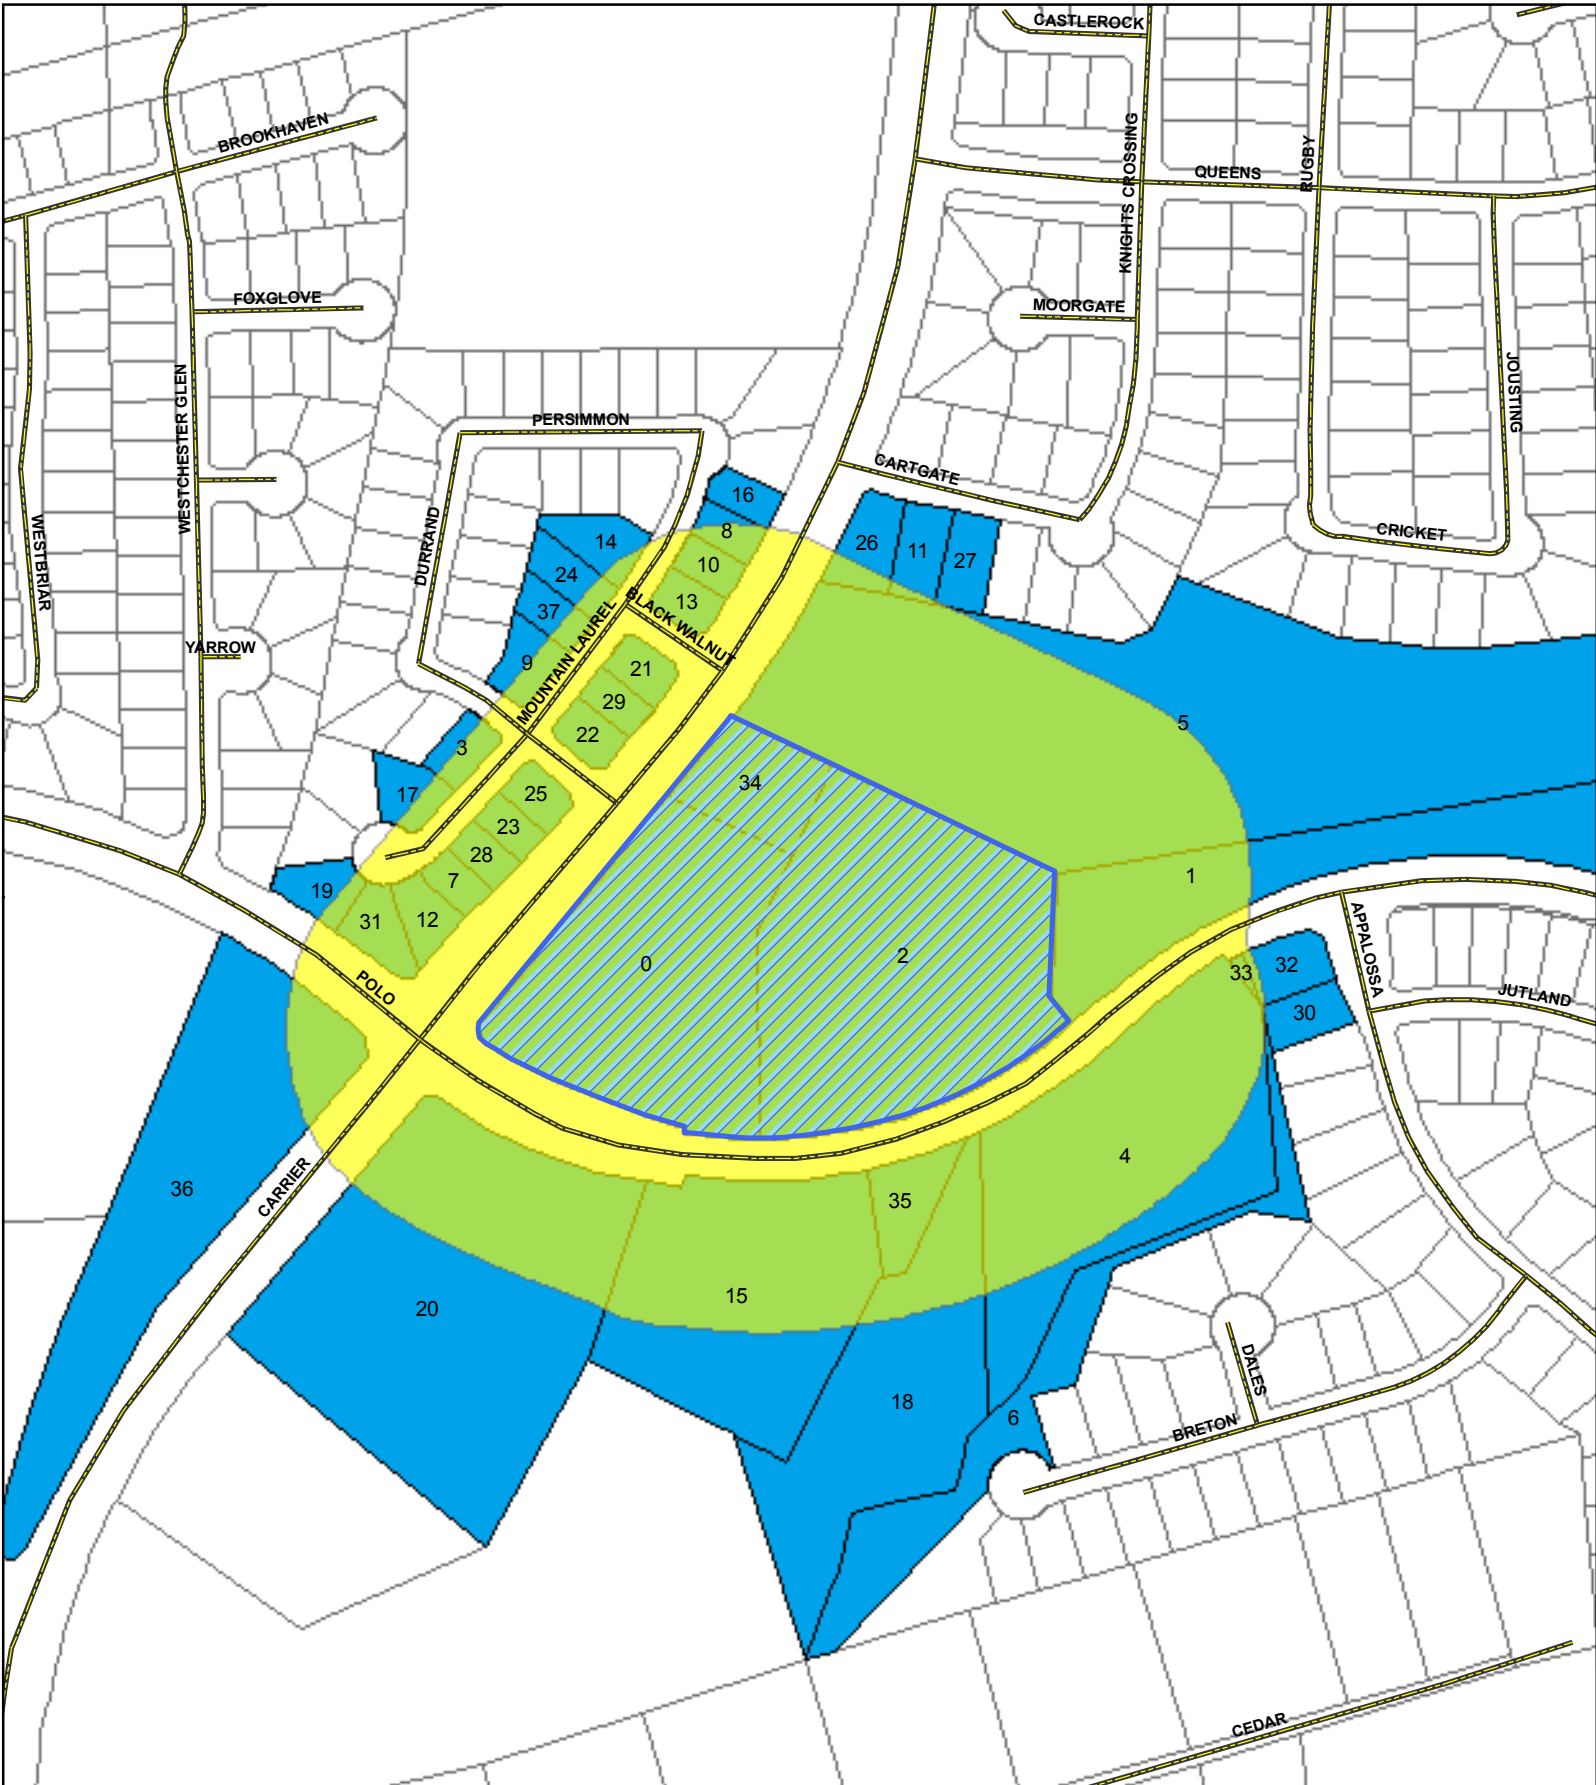 CASTLEROCK
BROOKHAVEN
KNIGHTS CROSSING
RUGBY
QUEENS
FOXGLOVE
MOORGATE
JOUSTING
WESTCHESTER GLEN
PERSIMMON
CARTGATE
16
DURRAND
WESTBRIAR
14
8
26
11
27
CRICKET
24
10
37
13
BLACK WALNUT
MOUNTAIN LAUREL
YARROW
9
21
29
22
5
3
34
17
25
23
28
1
7
19
31
12
APPALOSSA
0
2
33
32
POLO
JUTLAND
30
4
36
CARRIER
35
15
20
DALES
18
6
BRETON
CEDAR